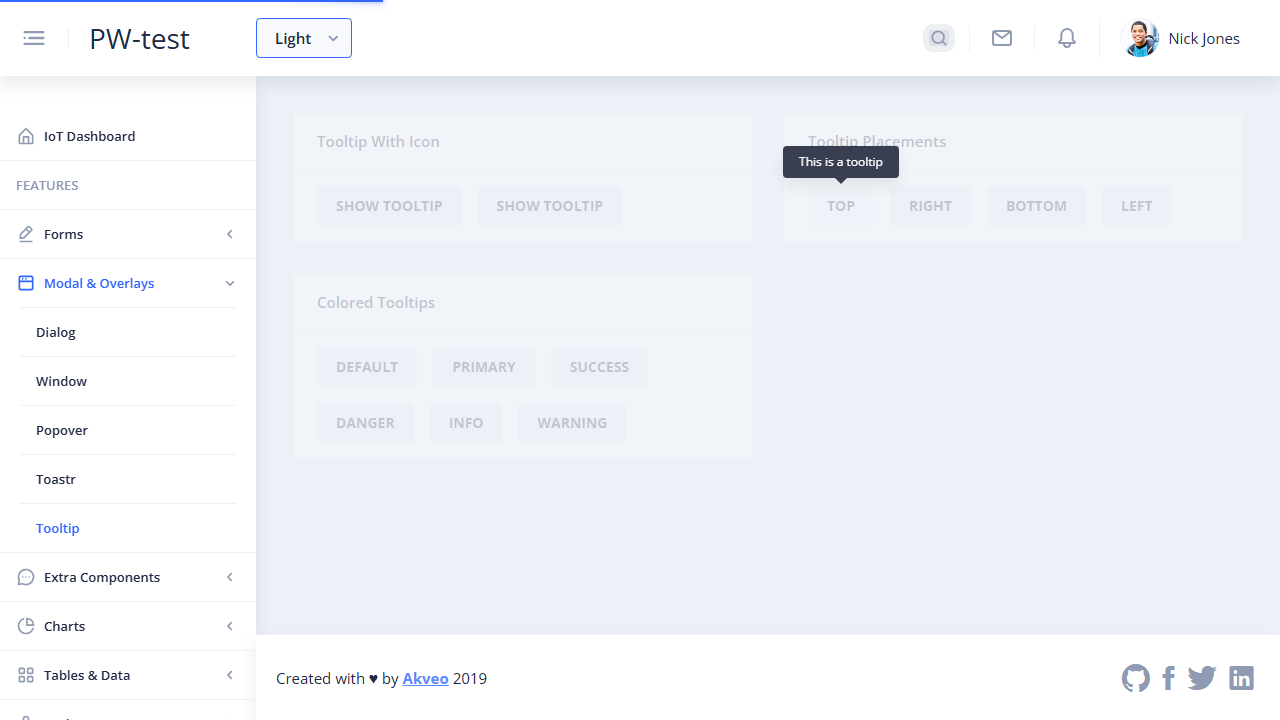 PW-test
Light
Nick Jones
IoT Dashboard
FEATURES
Forms
Modal & Overlays
Dialog
Window
Popover
Toastr
Tooltip
Extra Components
Charts
Tables & Data
Tooltip With Icon
SHOW TOOLTIP SHOW TOOLTIP
Tooltip Placements
This is a tooltip
TOP RIGHT BOTTOM LEFT
Colored Tooltips
DEFAULT PRIMARY SUCCESS
DANGER INFO WARNING
Created with ♥ by Akveo 2019